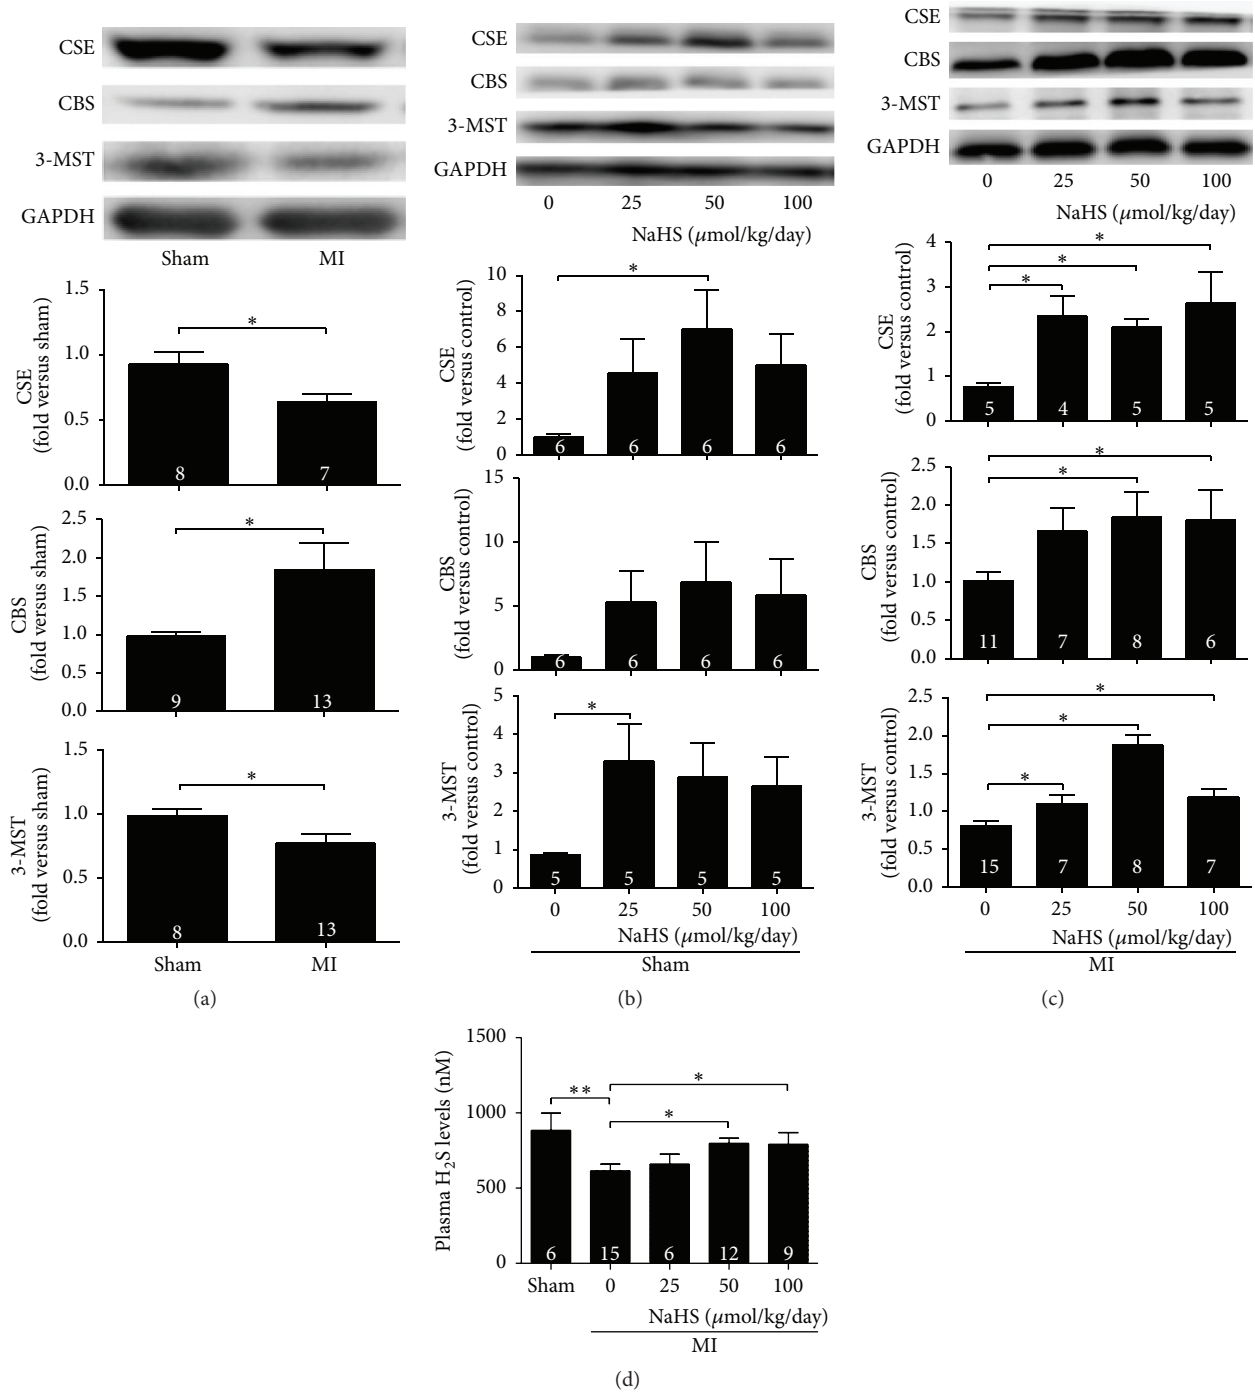 CSE
CBS
3-MST
GAPDH
Sham MI
1.5
1.0
0.5
0.0
CSE
(fold versus sham)
*
8 7
2.5
2.0
1.5
1.0
0.5
0.0
CBS
(fold versus sham)
*
9 13
1.5
1.0
0.5
0.0
3-MST
(fold versus sham)
*
8 13
Sham MI
(a)
CSE
CBS
3-MST
GAPDH
0 25 50 100
NaHS (µmol/kg/day)
10
8
6
4
2
0
CSE
(fold versus control)
*
6 6 6 6
15
10
5
0
CBS
(fold versus control)
6 6 6 6
5
4
3
2
1
0
3-MST
(fold versus control)
*
5 5 5 5
0 25 50 100
NaHS (µmol/kg/day)
Sham
(b)
CSE
CBS
3-MST
GAPDH
0 25 50 100
NaHS (µmol/kg/day)
4
3
2
1
0
CSE
(fold versus control)
*
*
*
5 4 5 5
2.5
2.0
1.5
1.0
0.5
0.0
CBS
(fold versus control)
*
*
11 7 8 6
2.5
2.0
1.5
1.0
0.5
0.0
3-MST
(fold versus control)
*
*
*
15 7 8 7
0 25 50 100
NaHS (µmol/kg/day)
MI
(c)
1500
1000
500
0
Plasma H₂S levels (nM)
**
*
*
6 15 6 12 9
Sham 0 25 50 100
NaHS (µmol/kg/day)
MI
(d)